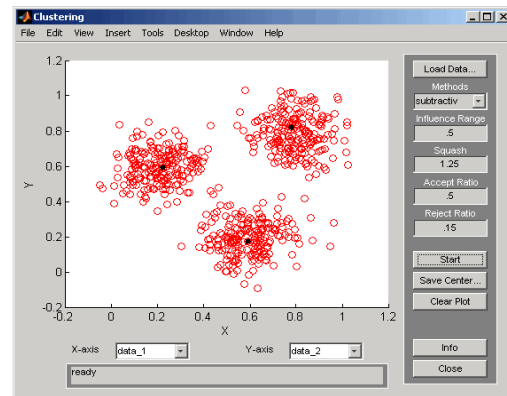 Clustering
File Edit View Insert Tools Desktop Window Help
1.2
1
0.8
0.6
0.4
0.2
0
-0.2
Y
-0.2 0 0.2 0.4 0.6 0.8 1 1.2
X
X-axis data_1 Y-axis data_2
ready
Load Data...
Methods
subtractiv
Influence Range
.5
Squash
1.25
Accept Ratio
.5
Reject Ratio
.15
Start
Save Center...
Clear Plot
Info
Close